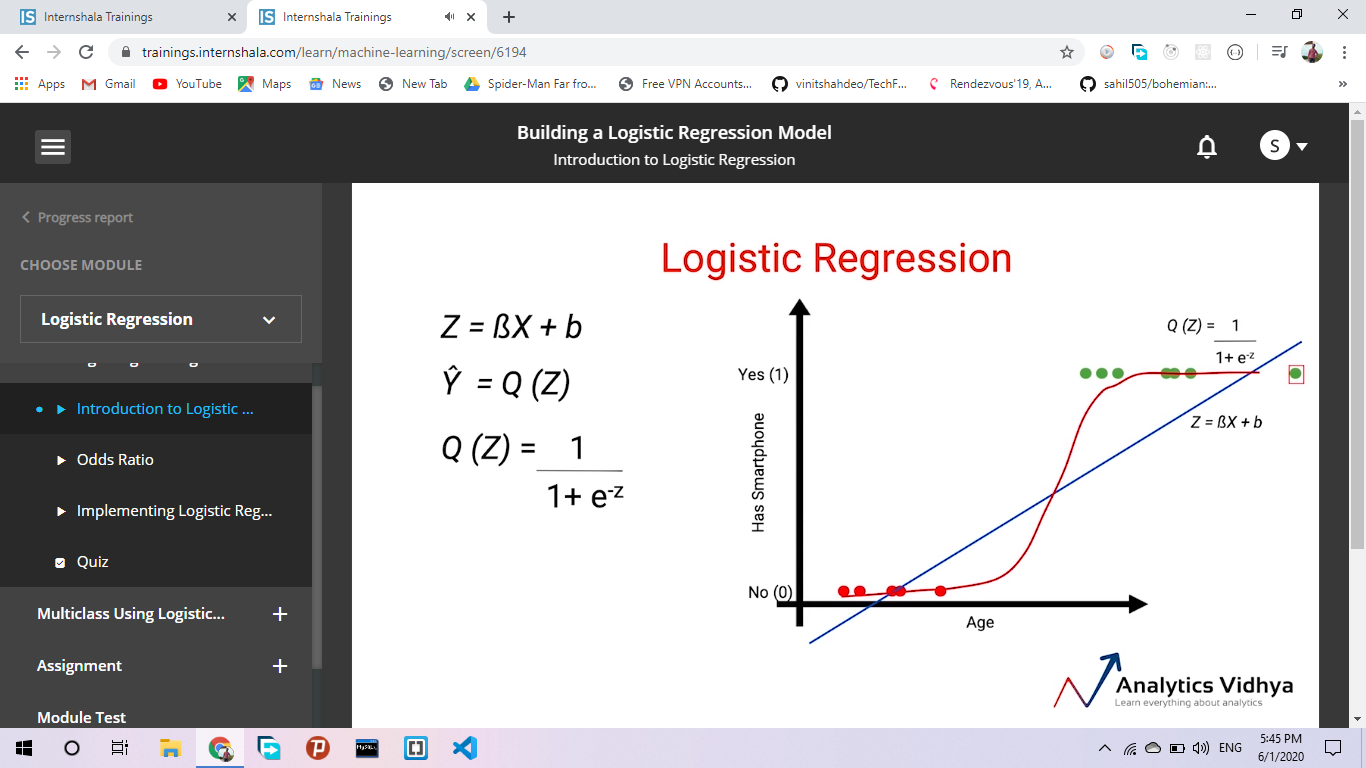 Internshala Trainings
Internshala Trainings
trainings.internshala.com/learn/machine-learning/screen/6194
Apps
Gmail
YouTube
Maps
News
New Tab
Spider-Man Far fro...
Free VPN Accounts...
vinitshahdeo/TechF...
Rendezvous'19, A...
sahil505/bohemian:...
»
Building a Logistic Regression Model
Introduction to Logistic Regression
S
Progress report
CHOOSE MODULE
Logistic Regression
Introduction to Logistic ...
Odds Ratio
Implementing Logistic Reg...
Quiz
Multiclass Using Logistic...
Assignment
Module Test
Logistic Regression
Z = ßX + b
Ŷ = Q (Z)
Q (Z) = 1
1+ e-z
Q (Z) = 1
1+ e-z
Yes (1)
Z = ßX + b
Has Smartphone
No (0)
Age
Analytics Vidhya
Learn everything about analytics
MySQL
ENG
5:45 PM
6/1/2020